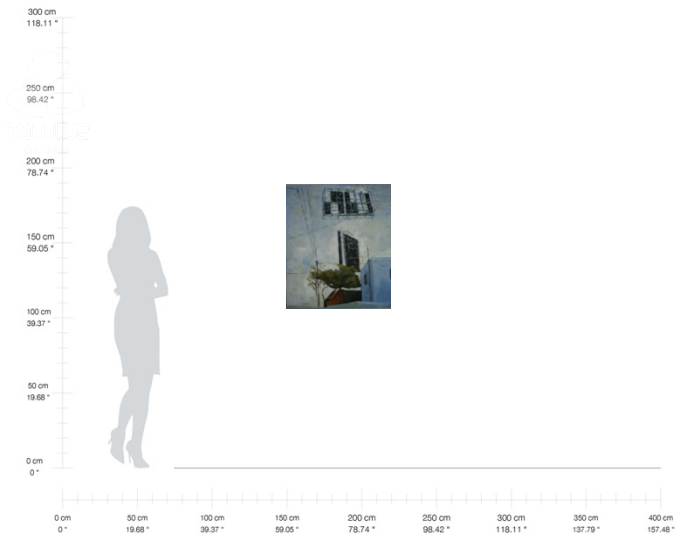 300 cm
118.11 "
250 cm
98.42 "
200 cm
78.74 "
150 cm
59.05 "
100 cm
39.37 "
50 cm
19.68 "
0 cm
0 "
0 cm 50 cm 100 cm 150 cm 200 cm 250 cm 300 cm 350 cm 400 cm
0 " 19.68 " 39.37 " 59.05 " 78.74 " 98.42 " 118.11 " 137.79 " 157.48 "